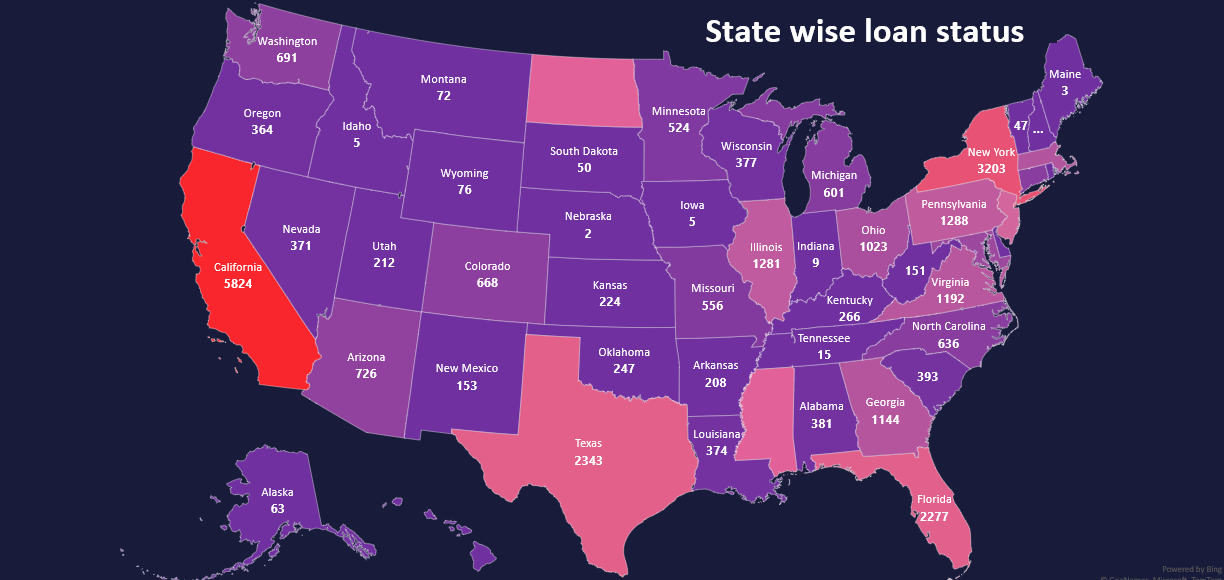 State wise loan status
Washington
691
Montana
72
Maine
3
Oregon
364
Idaho
5
Minnesota
524
47
...
Wisconsin
377
South Dakota
50
New York
3203
Wyoming
76
Michigan
601
Nebraska
2
Iowa
5
Pennsylvania
1288
Nevada
371
Utah
212
Colorado
668
Illinois
1281
Indiana
9
Ohio
1023
California
5824
Kansas
224
Missouri
556
151
Virginia
1192
Kentucky
266
North Carolina
636
Tennessee
15
Arizona
726
New Mexico
153
Oklahoma
247
Arkansas
208
393
Alabama
381
Georgia
1144
Texas
2343
Louisiana
374
Alaska
63
Florida
2277
Powered by Bing
© GeoNames, Microsoft, TomTom